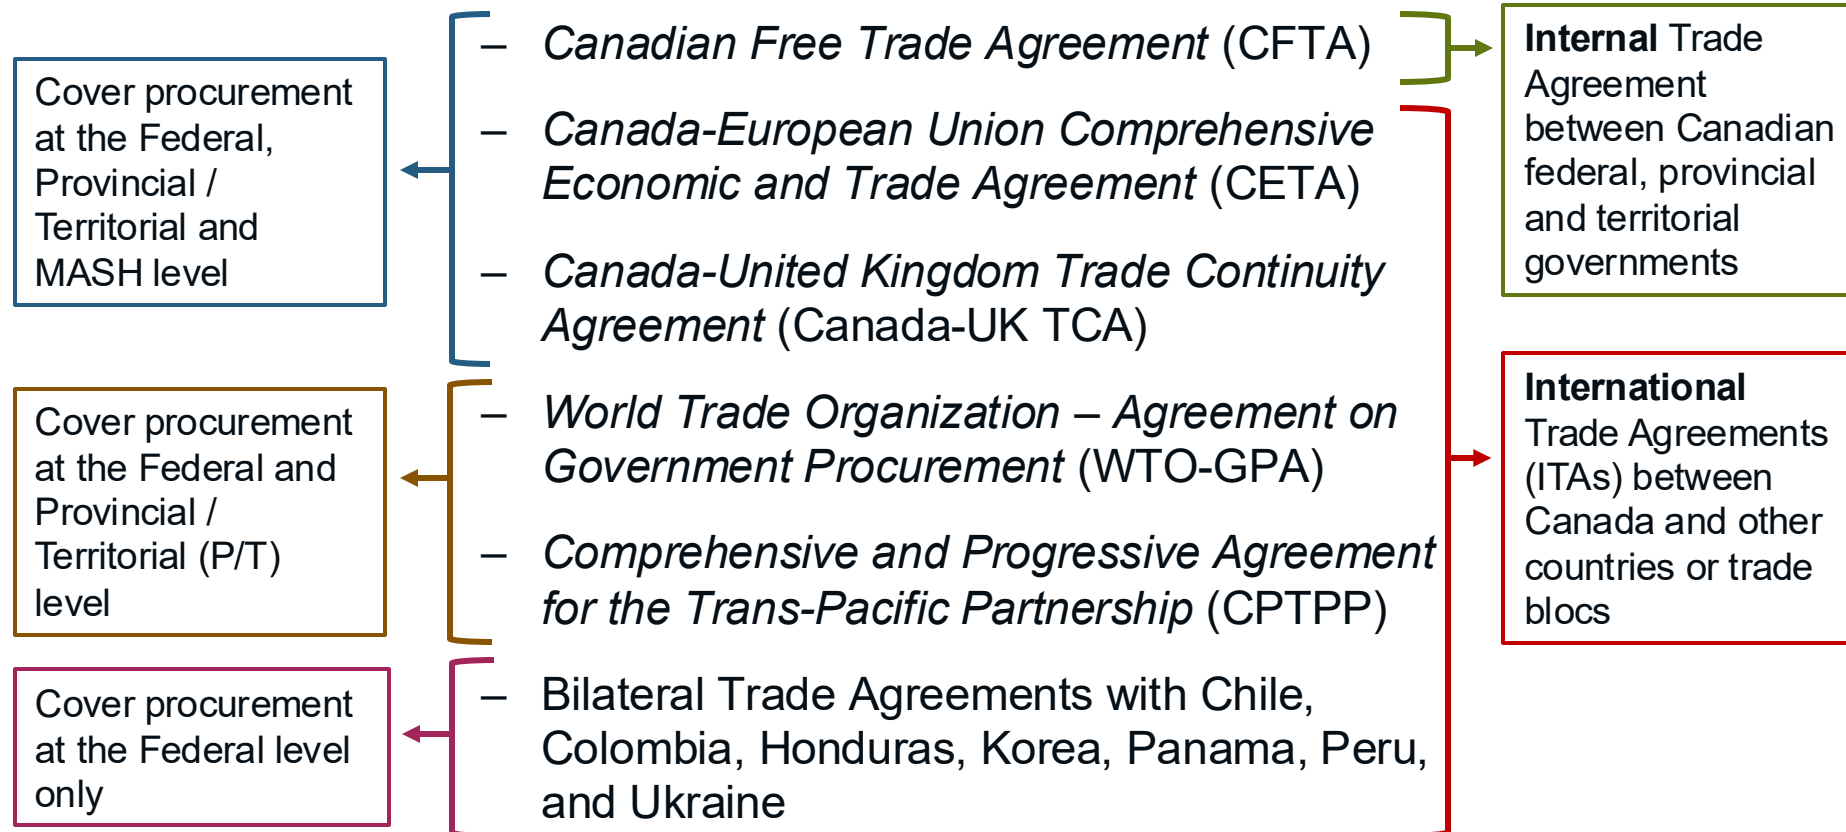 Cover procurement
at the Federal,
Provincial /
Territorial and
MASH level
Cover procurement
at the Federal and
Provincial /
Territorial (P/T)
level
Cover procurement
at the Federal level
only
– Canadian Free Trade Agreement (CFTA)
– Canada-European Union Comprehensive
Economic and Trade Agreement (CETA)
– Canada-United Kingdom Trade Continuity
Agreement (Canada-UK TCA)
– World Trade Organization – Agreement on
Government Procurement (WTO-GPA)
– Comprehensive and Progressive Agreement
for the Trans-Pacific Partnership (CPTPP)
– Bilateral Trade Agreements with Chile,
Colombia, Honduras, Korea, Panama, Peru,
and Ukraine
Internal Trade
Agreement
between Canadian
federal, provincial
and territorial
governments
International
Trade Agreements
(ITAs) between
Canada and other
countries or trade
blocs